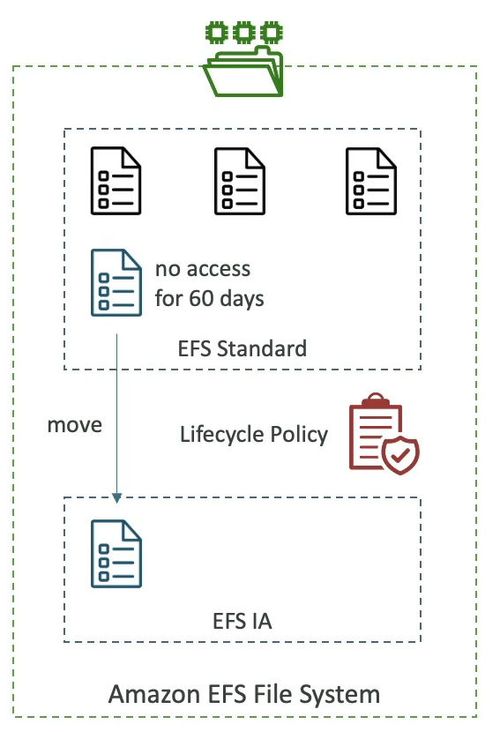 no access
for 60 days
EFS Standard
move
Lifecycle Policy
EFS IA
Amazon EFS File System